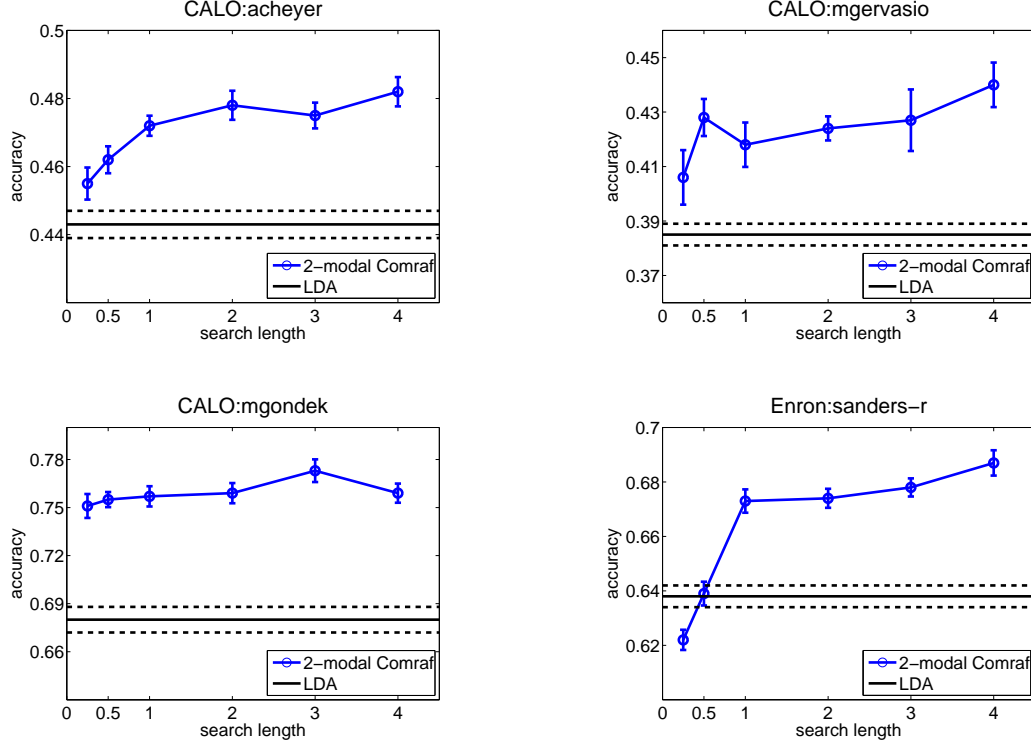 CALO:acheyer
0.5
0.48
0.46
0.44
accuracy
0 0.5 1 2 3 4
search length
2-modal Comraf
LDA
CALO:mgervasio
0.45
0.43
0.41
0.39
0.37
accuracy
0 0.5 1 2 3 4
search length
2-modal Comraf
LDA
CALO:mgondek
0.78
0.75
0.72
0.69
0.66
accuracy
0 0.5 1 2 3 4
search length
2-modal Comraf
LDA
Enron:sanders-r
0.7
0.68
0.66
0.64
0.62
accuracy
0 0.5 1 2 3 4
search length
2-modal Comraf
LDA